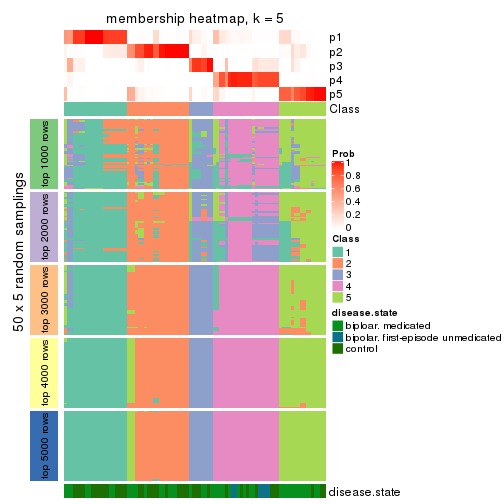 membership heatmap, k = 5
p1
p2
p3
p4
p5
Class
50 x 5 random samplings
top 1000 rows
top 2000 rows
top 3000 rows
top 4000 rows
top 5000 rows
Prob
1
0.8
0.6
0.4
0.2
0
Class
1
2
3
4
5
disease.state
biploar. medicated
bipolar. first-episode unmedicated
control
disease.state